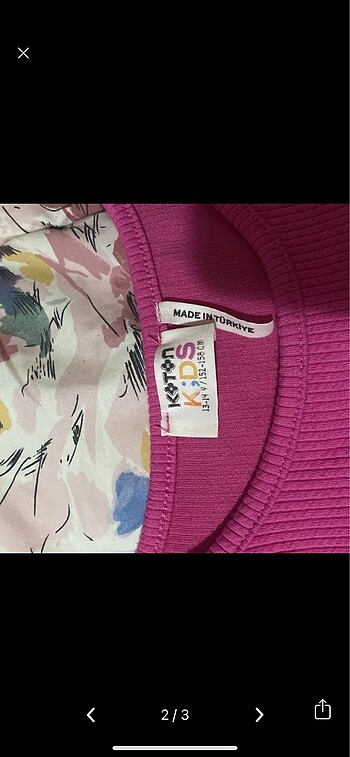 MADE IN TÜRKİYE
KOTON
KiDS
13-14 Y / 152-158 CM
2 / 3